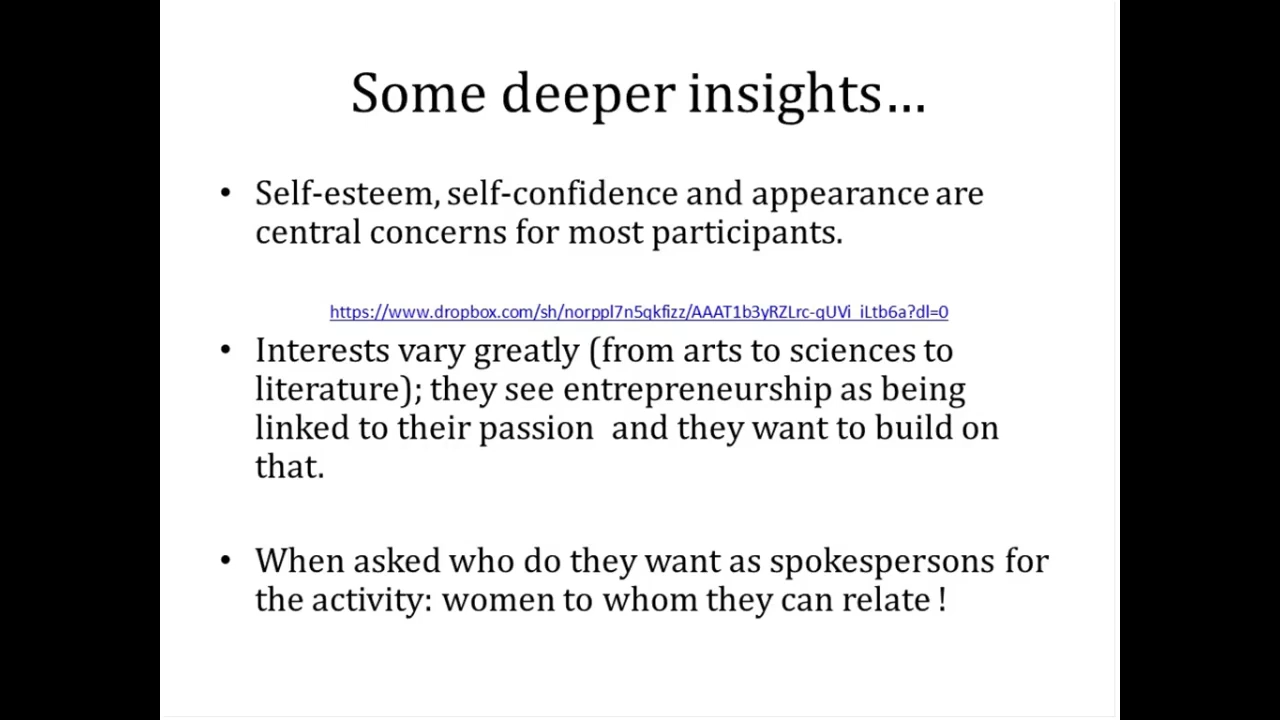 Some deeper insights...
• Self-esteem, self-confidence and appearance are
central concerns for most participants.
https://www.dropbox.com/sh/norppl7n5qkfizz/AAAT1b3yRZLrc-qUVi_iLtb6a?dl=0
• Interests vary greatly (from arts to sciences to
literature); they see entrepreneurship as being
linked to their passion  and they want to build on
that.
• When asked who do they want as spokespersons for
the activity: women to whom they can relate !